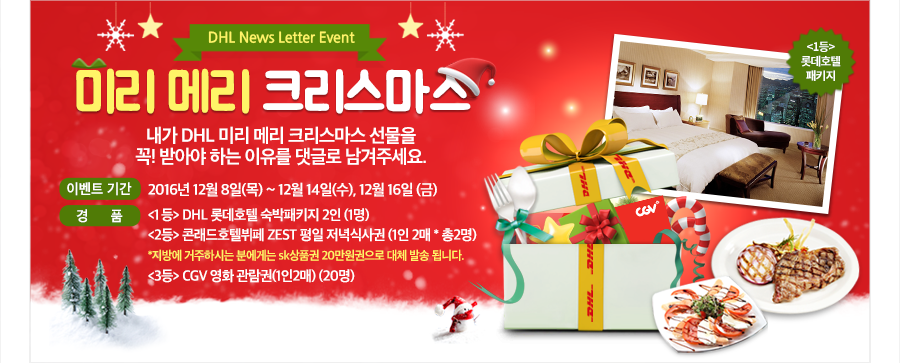 DHL News Letter Event
미리 메리 크리스마스
내가 DHL 미리 메리 크리스마스 선물을
꼭! 받아야 하는 이유를 댓글로 남겨주세요.
이벤트 기간 2016년 12월 8일(목) ~ 12월 14일(수), 12월 16일 (금)
경 품 <1등> DHL 롯데호텔 숙박패키지 2인 (1명)
<2등> 콘래드호텔뷔페 ZEST 평일 저녁식사권 (1인 2매 * 총2명)
*지방에 거주하시는 분에게는 sk상품권 20만원권으로 대체 발송 됩니다.
<3등> CGV 영화 관람권(1인2매) (20명)
<1등>
롯데호텔
패키지
DHL
DHL
CGV
DHL